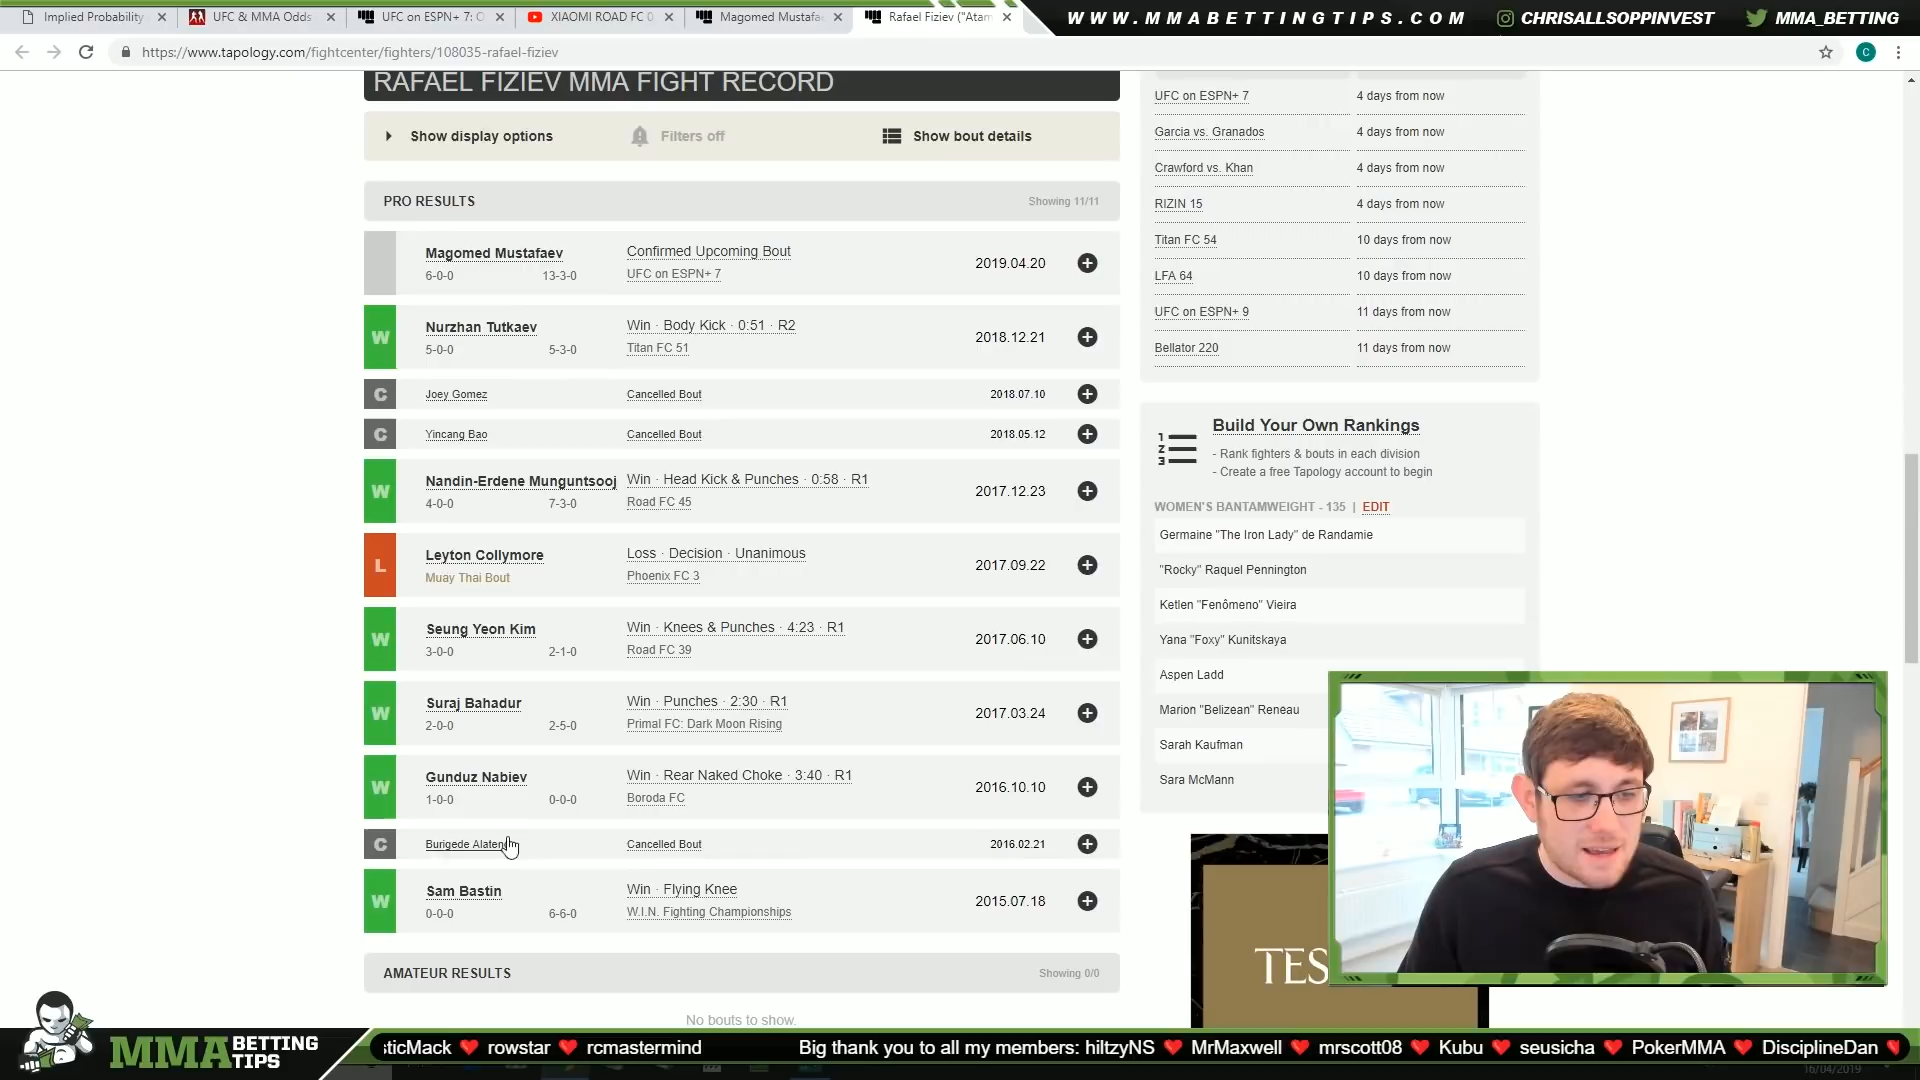 Implied Probability
UFC & MMA Odds
UFC on ESPN+ 7: O
XIAOMI ROAD FC 0
Magomed Mustafae
Rafael Fiziev ("Atam
WWW.MMABETTINGTIPS.COM
CHRISALLSOPPINVEST
MMA_BETTING
https://www.tapology.com/fightcenter/fighters/108035-rafael-fiziev
C
RAFAEL FIZIEV MMA FIGHT RECORD
Show display options
Filters off
Show bout details
PRO RESULTS
Showing 11/11
Magomed Mustafaev
Confirmed Upcoming Bout
2019.04.20
6-0-0
13-3-0
UFC on ESPN+ 7
W
Nurzhan Tutkaev
Win · Body Kick · 0:51 · R2
2018.12.21
5-0-0
5-3-0
Titan FC 51
C
Joey Gomez
Cancelled Bout
2018.07.10
C
Yincang Bao
Cancelled Bout
2018.05.12
W
Nandin-Erdene Munguntsooj
Win · Head Kick & Punches · 0:58 · R1
2017.12.23
4-0-0
7-3-0
Road FC 45
L
Leyton Collymore
Loss · Decision · Unanimous
2017.09.22
Muay Thai Bout
Phoenix FC 3
W
Seung Yeon Kim
Win · Knees & Punches · 4:23 · R1
2017.06.10
3-0-0
2-1-0
Road FC 39
W
Suraj Bahadur
Win · Punches · 2:30 · R1
2017.03.24
2-0-0
2-5-0
Primal FC: Dark Moon Rising
W
Gunduz Nabiev
Win · Rear Naked Choke · 3:40 · R1
2016.10.10
1-0-0
0-0-0
Boroda FC
C
Burigede Alaten
Cancelled Bout
2016.02.21
W
Sam Bastin
Win · Flying Knee
2015.07.18
0-0-0
6-6-0
W.I.N. Fighting Championships
AMATEUR RESULTS
Showing 0/0
No bouts to show.
UFC on ESPN+ 7
4 days from now
Garcia vs. Granados
4 days from now
Crawford vs. Khan
4 days from now
RIZIN 15
4 days from now
Titan FC 54
10 days from now
LFA 64
10 days from now
UFC on ESPN+ 9
11 days from now
Bellator 220
11 days from now
1
2
3
Build Your Own Rankings
- Rank fighters & bouts in each division
- Create a free Tapology account to begin
WOMEN'S BANTAMWEIGHT - 135 | EDIT
Germaine "The Iron Lady" de Randamie
"Rocky" Raquel Pennington
Ketlen "Fenômeno" Vieira
Yana "Foxy" Kunitskaya
Aspen Ladd
Marion "Belizean" Reneau
Sarah Kaufman
Sara McMann
TES
MMA BETTING
TIPS
sticMack ❤ rowstar ❤ rcmastermind
Big thank you to all my members: hiltzyNS ❤ MrMaxwell ❤ mrscott08 ❤ Kubu ❤ seusicha ❤ PokerMMA ❤ DisciplineDan
16/04/2019